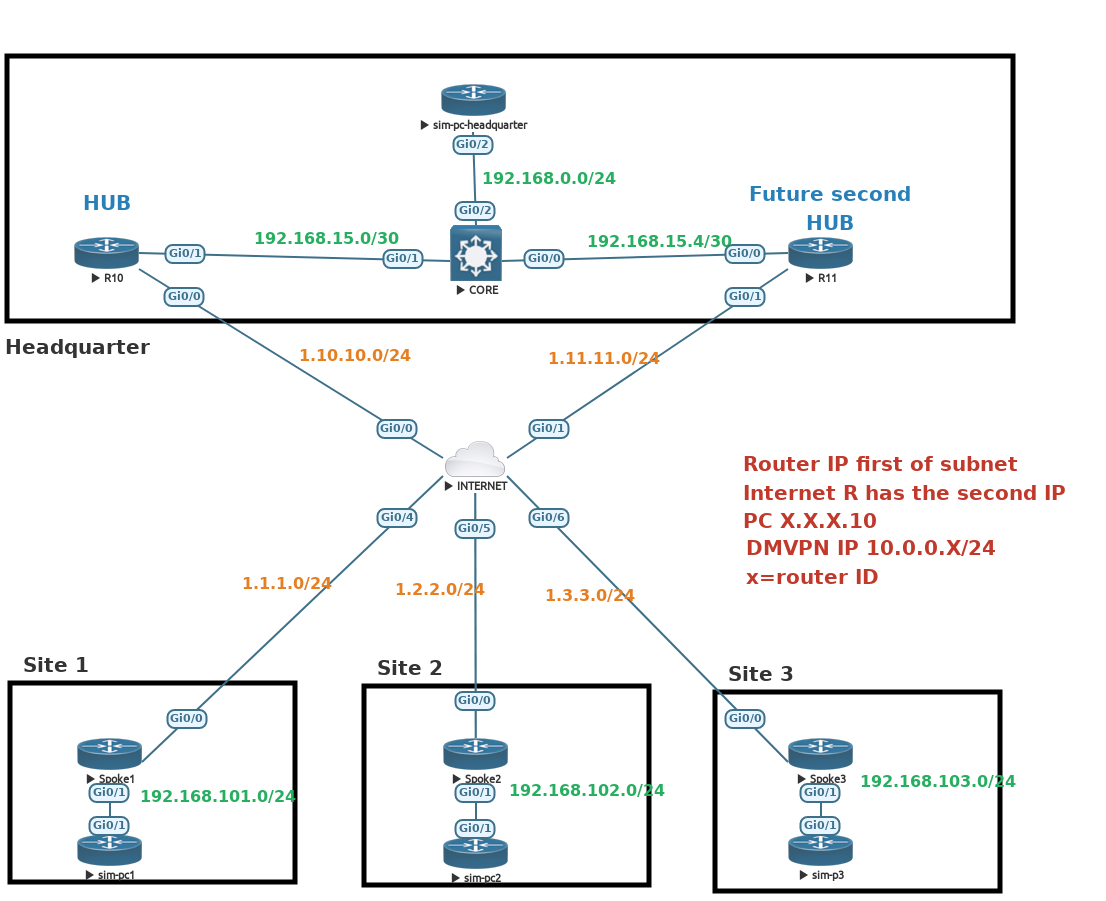 sim-pc-headquarter
Gi0/2
192.168.0.0/24
Future second
HUB
HUB
Gi0/2
192.168.15.0/30
192.168.15.4/30
Gi0/1
Gi0/1
Gi0/0
Gi0/0
R10
CORE
R11
Gi0/0
Gi0/1
Headquarter
1.10.10.0/24
1.11.11.0/24
Gi0/0
Gi0/1
INTERNET
Router IP first of subnet
Internet R has the second IP
PC X.X.X.10
DMVPN IP 10.0.0.X/24
x=router ID
Gi0/4
Gi0/5
Gi0/6
1.1.1.0/24
1.2.2.0/24
1.3.3.0/24
Site 1
Site 2
Site 3
Gi0/0
Gi0/0
Gi0/0
Spoke1
Spoke2
Spoke3
Gi0/1
192.168.101.0/24
Gi0/1
192.168.102.0/24
Gi0/1
192.168.103.0/24
Gi0/1
Gi0/1
Gi0/1
sim-pc1
sim-pc2
sim-p3